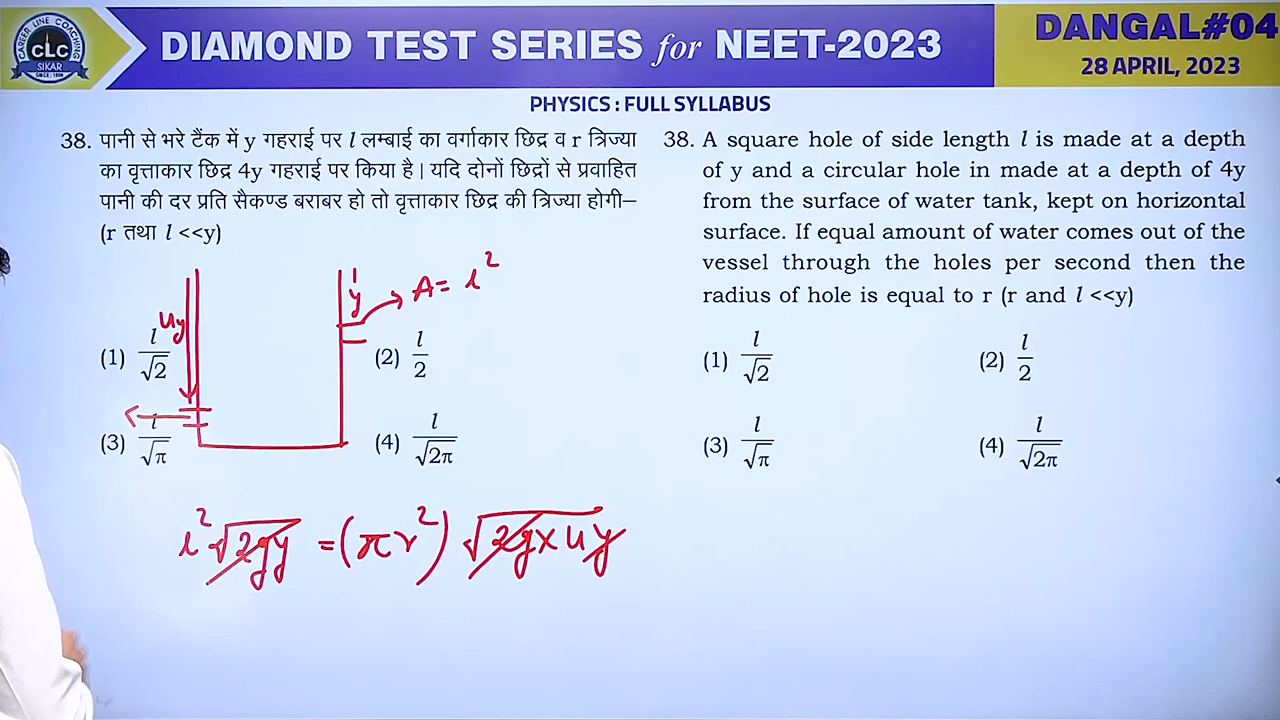 CAREER LINE COACHING
CLC
SIKAR
SINCE : 1996
DIAMOND TEST SERIES for NEET-2023
DANGAL#04
28 APRIL, 2023
PHYSICS : FULL SYLLABUS
38. पानी से भरे टैंक में y गहराई पर l लम्बाई का वर्गाकार छिद्र व r त्रिज्या
का वृत्ताकार छिद्र 4y गहराई पर किया है। यदि दोनों छिद्रों से प्रवाहित
पानी की दर प्रति सैकण्ड बराबर हो तो वृत्ताकार छिद्र की त्रिज्या होगी–
(r तथा l <<y)
(1) l/√2
(2) l/2
(3) l/√π
(4) l/√2π
4y
y
A = l²
l²√2gy = (πr²) √2g×4y
38. A square hole of side length l is made at a depth
of y and a circular hole in made at a depth of 4y
from the surface of water tank, kept on horizontal
surface. If equal amount of water comes out of the
vessel through the holes per second then the
radius of hole is equal to r (r and l <<y)
(1) l/√2
(2) l/2
(3) l/√π
(4) l/√2π